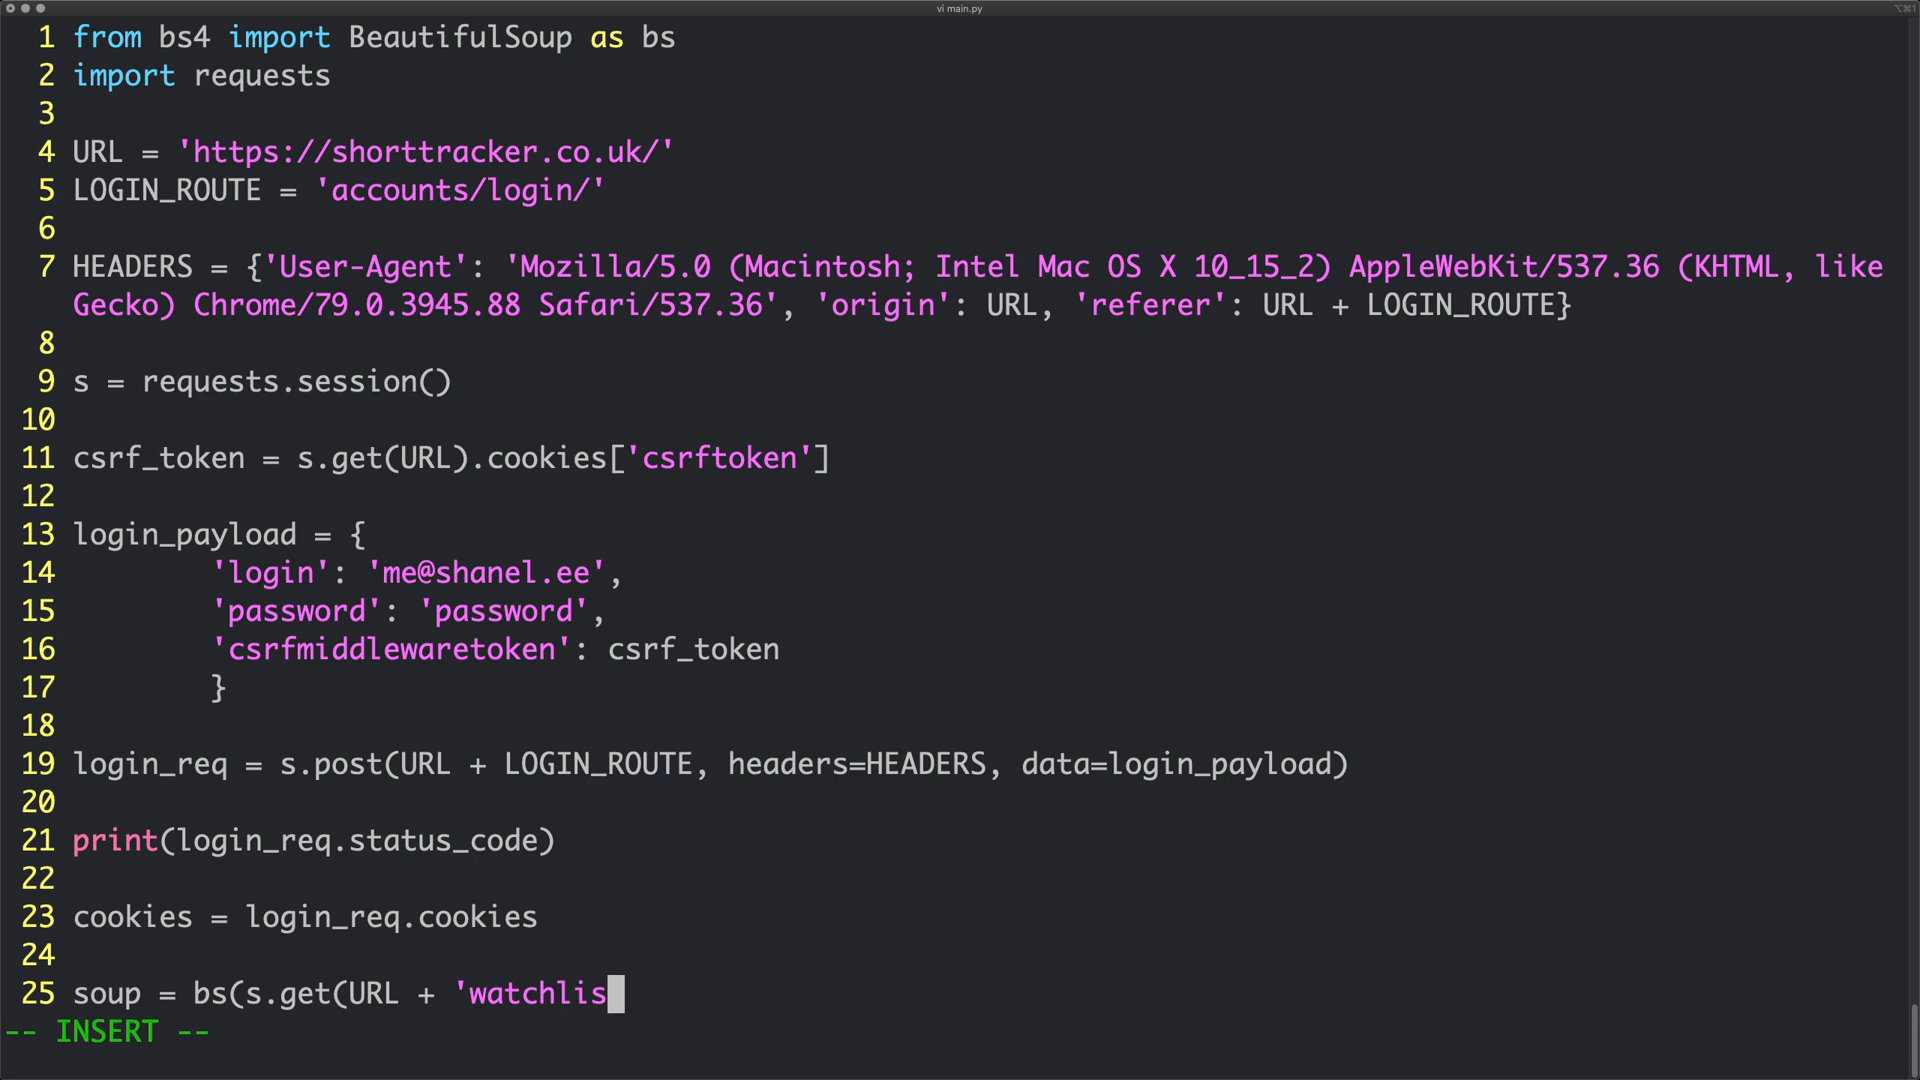 vi main.py
⌥⌘1
1 from bs4 import BeautifulSoup as bs
2 import requests
3
4 URL = 'https://shorttracker.co.uk/'
5 LOGIN_ROUTE = 'accounts/login/'
6
7 HEADERS = {'User-Agent': 'Mozilla/5.0 (Macintosh; Intel Mac OS X 10_15_2) AppleWebKit/537.36 (KHTML, like
Gecko) Chrome/79.0.3945.88 Safari/537.36', 'origin': URL, 'referer': URL + LOGIN_ROUTE}
8
9 s = requests.session()
10
11 csrf_token = s.get(URL).cookies['csrftoken']
12
13 login_payload = {
14 'login': 'me@shanel.ee',
15 'password': 'password',
16 'csrfmiddlewaretoken': csrf_token
17 }
18
19 login_req = s.post(URL + LOGIN_ROUTE, headers=HEADERS, data=login_payload)
20
21 print(login_req.status_code)
22
23 cookies = login_req.cookies
24
25 soup = bs(s.get(URL + 'watchlis
-- INSERT --